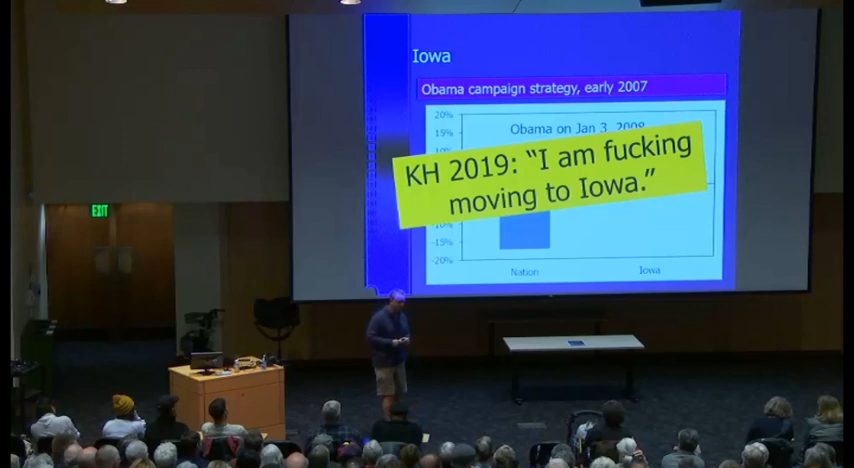 EXIT
Iowa
Obama campaign strategy, early 2007
20%
15%
10%
Obama on Jan 3, 2008
KH 2019: “I am fucking
moving to Iowa.”
-10%
-15%
-20%
Nation
Iowa